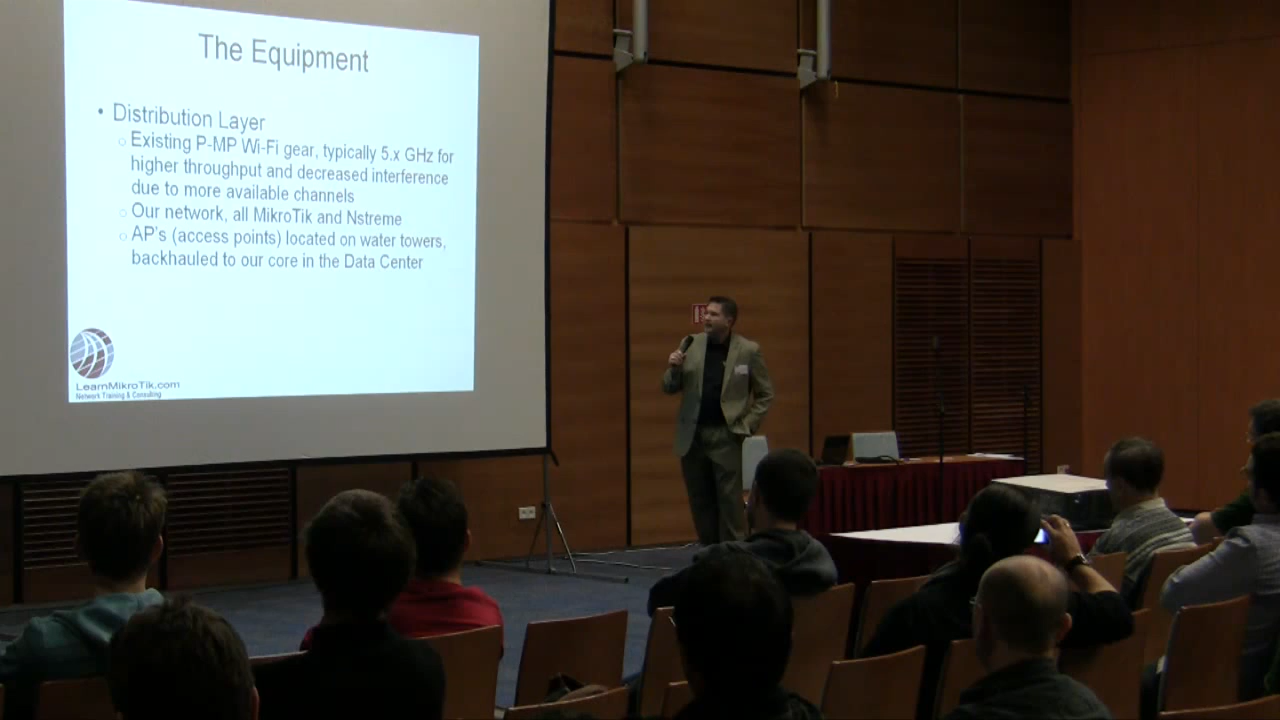 The Equipment
• Distribution Layer
○ Existing P-MP Wi-Fi gear, typically 5.x GHz for
higher throughput and decreased interference
due to more available channels
○ Our network, all MikroTik and Nstreme
○ AP's (access points) located on water towers,
backhauled to our core in the Data Center
LearnMikroTik.com
Network Training & Consulting